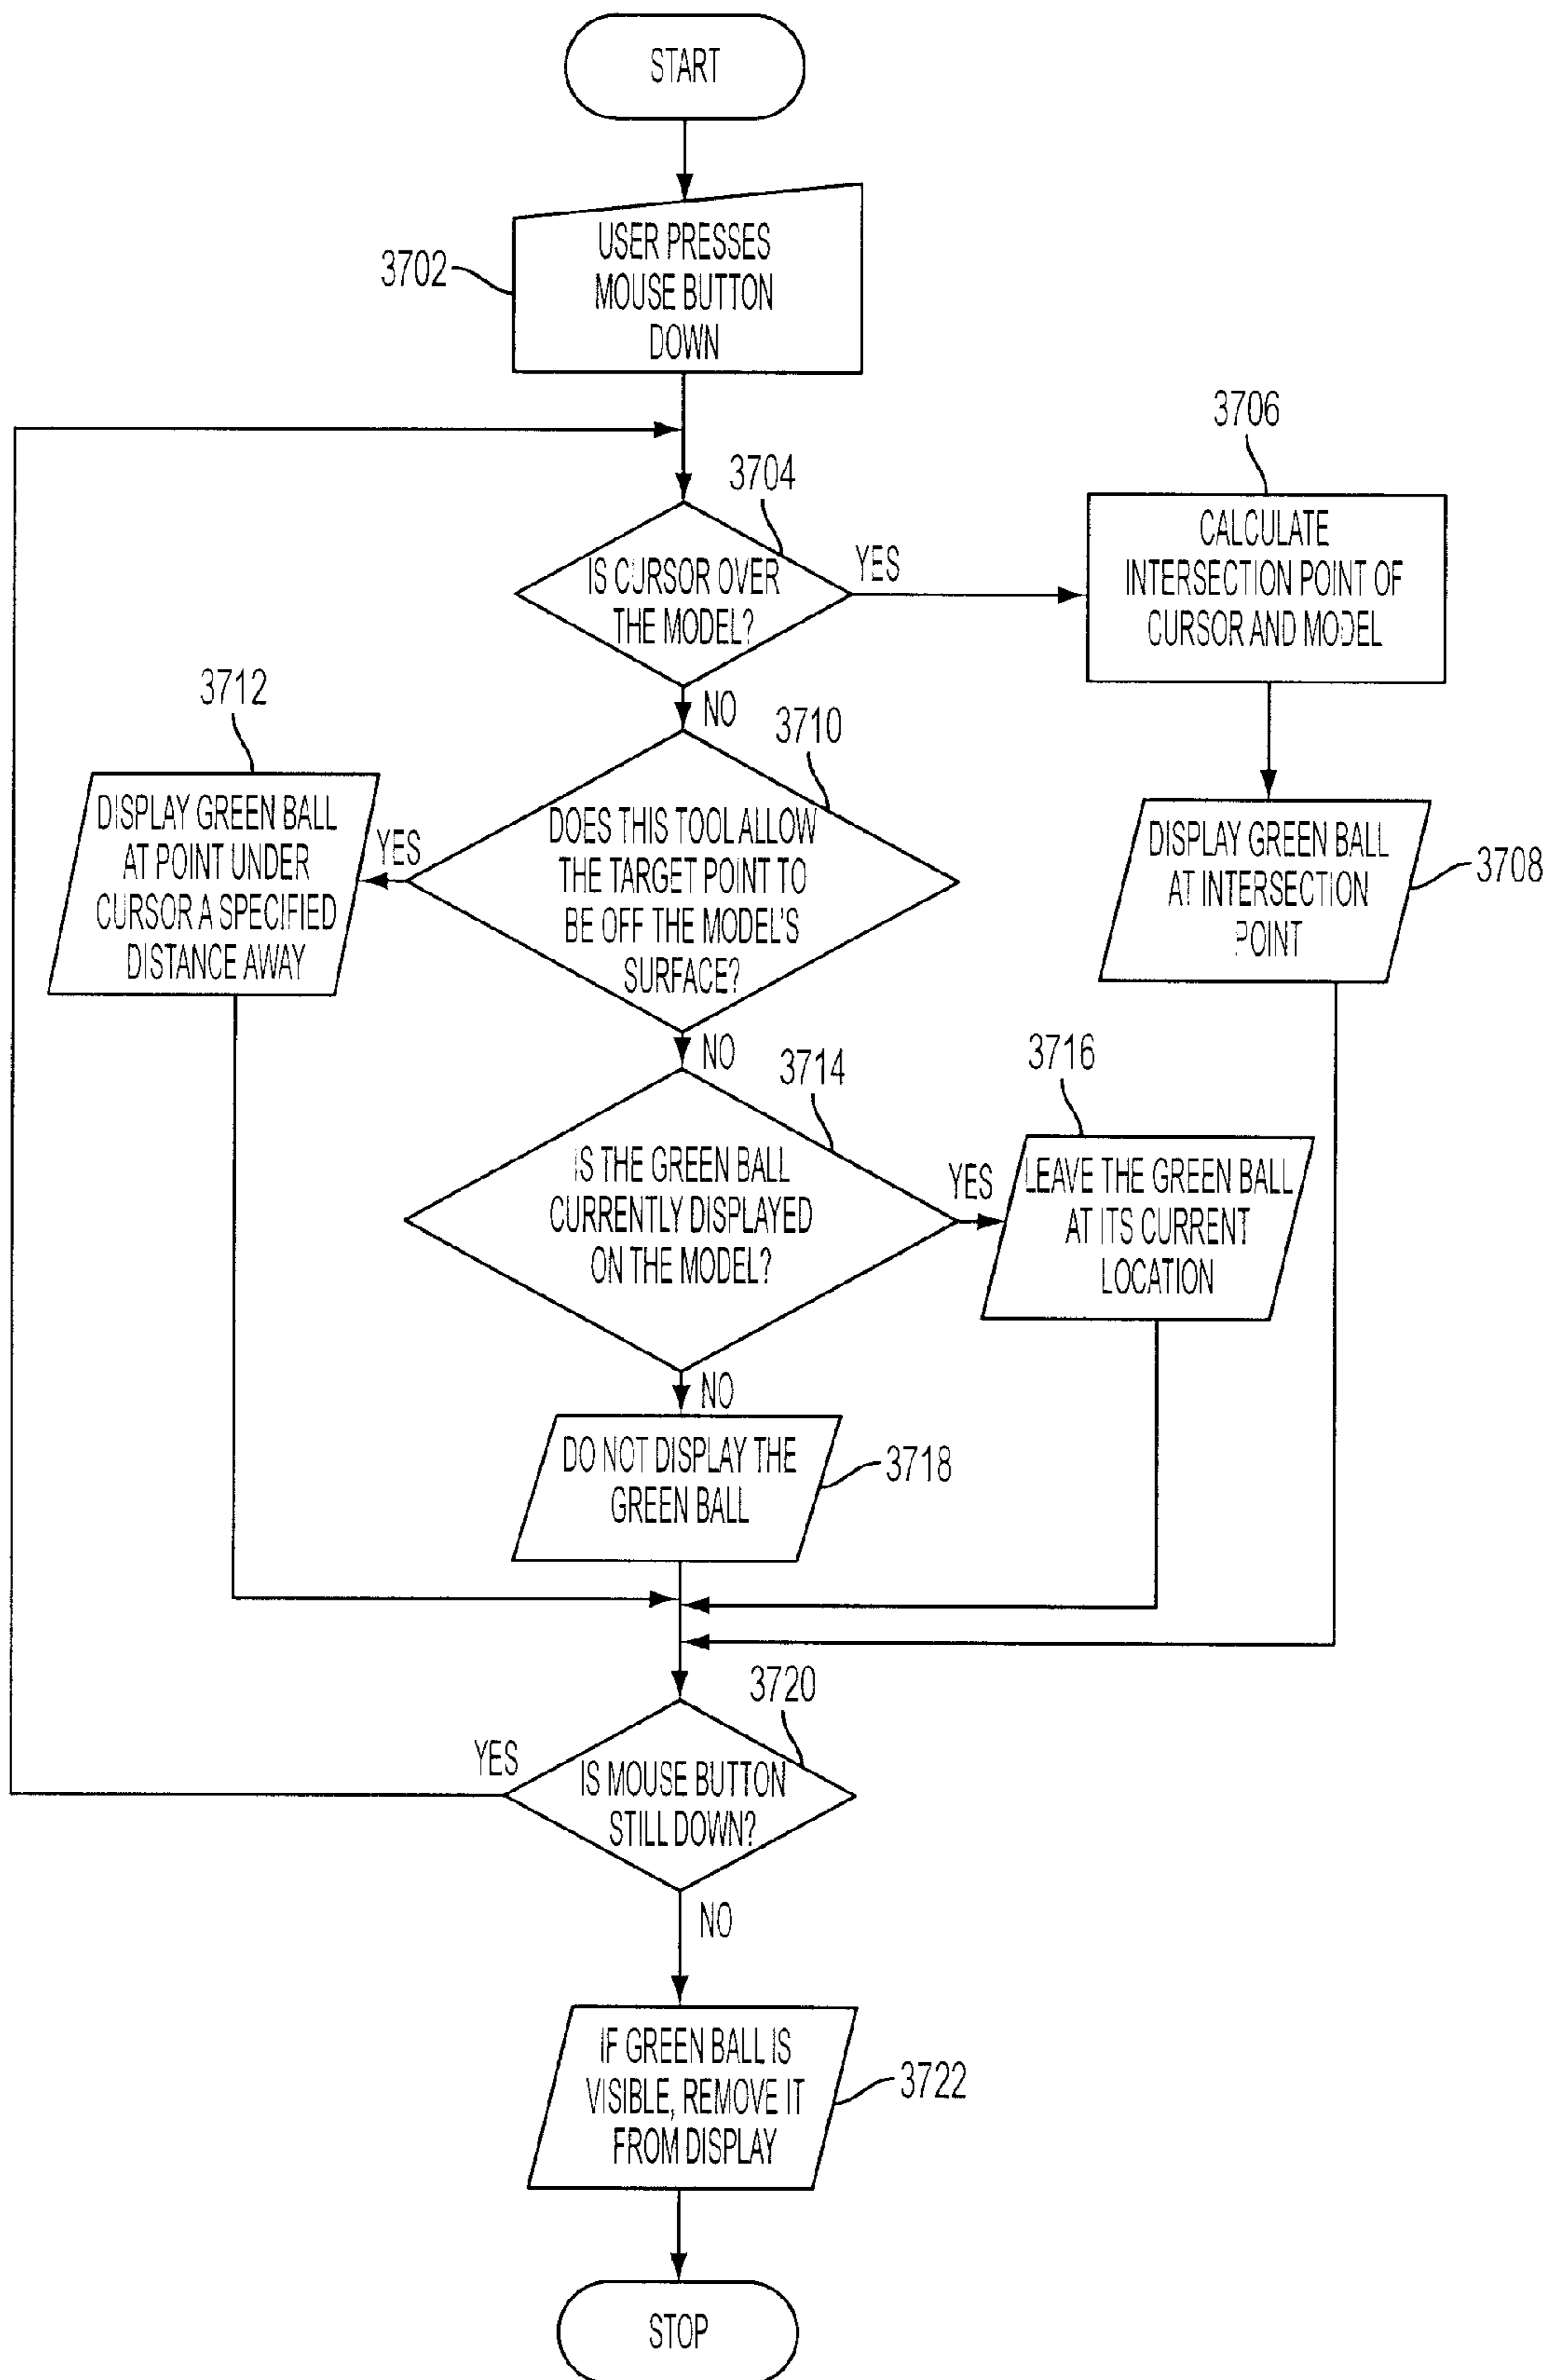 START
USER PRESSES
MOUSE BUTTON
DOWN
3702
3704
IS CURSOR OVER
THE MODEL?
YES
NO
3706
CALCULATE
INTERSECTION POINT OF
CURSOR AND MODEL
DISPLAY GREEN BALL
AT INTERSECTION
POINT
3708
3710
DOES THIS TOOL ALLOW
THE TARGET POINT TO
BE OFF THE MODEL'S
SURFACE?
YES
NO
3712
DISPLAY GREEN BALL
AT POINT UNDER
CURSOR A SPECIFIED
DISTANCE AWAY
3714
IS THE GREEN BALL
CURRENTLY DISPLAYED
ON THE MODEL?
YES
NO
3716
LEAVE THE GREEN BALL
AT ITS CURRENT
LOCATION
DO NOT DISPLAY THE
GREEN BALL
3718
3720
IS MOUSE BUTTON
STILL DOWN?
YES
NO
IF GREEN BALL IS
VISIBLE, REMOVE IT
FROM DISPLAY
3722
STOP